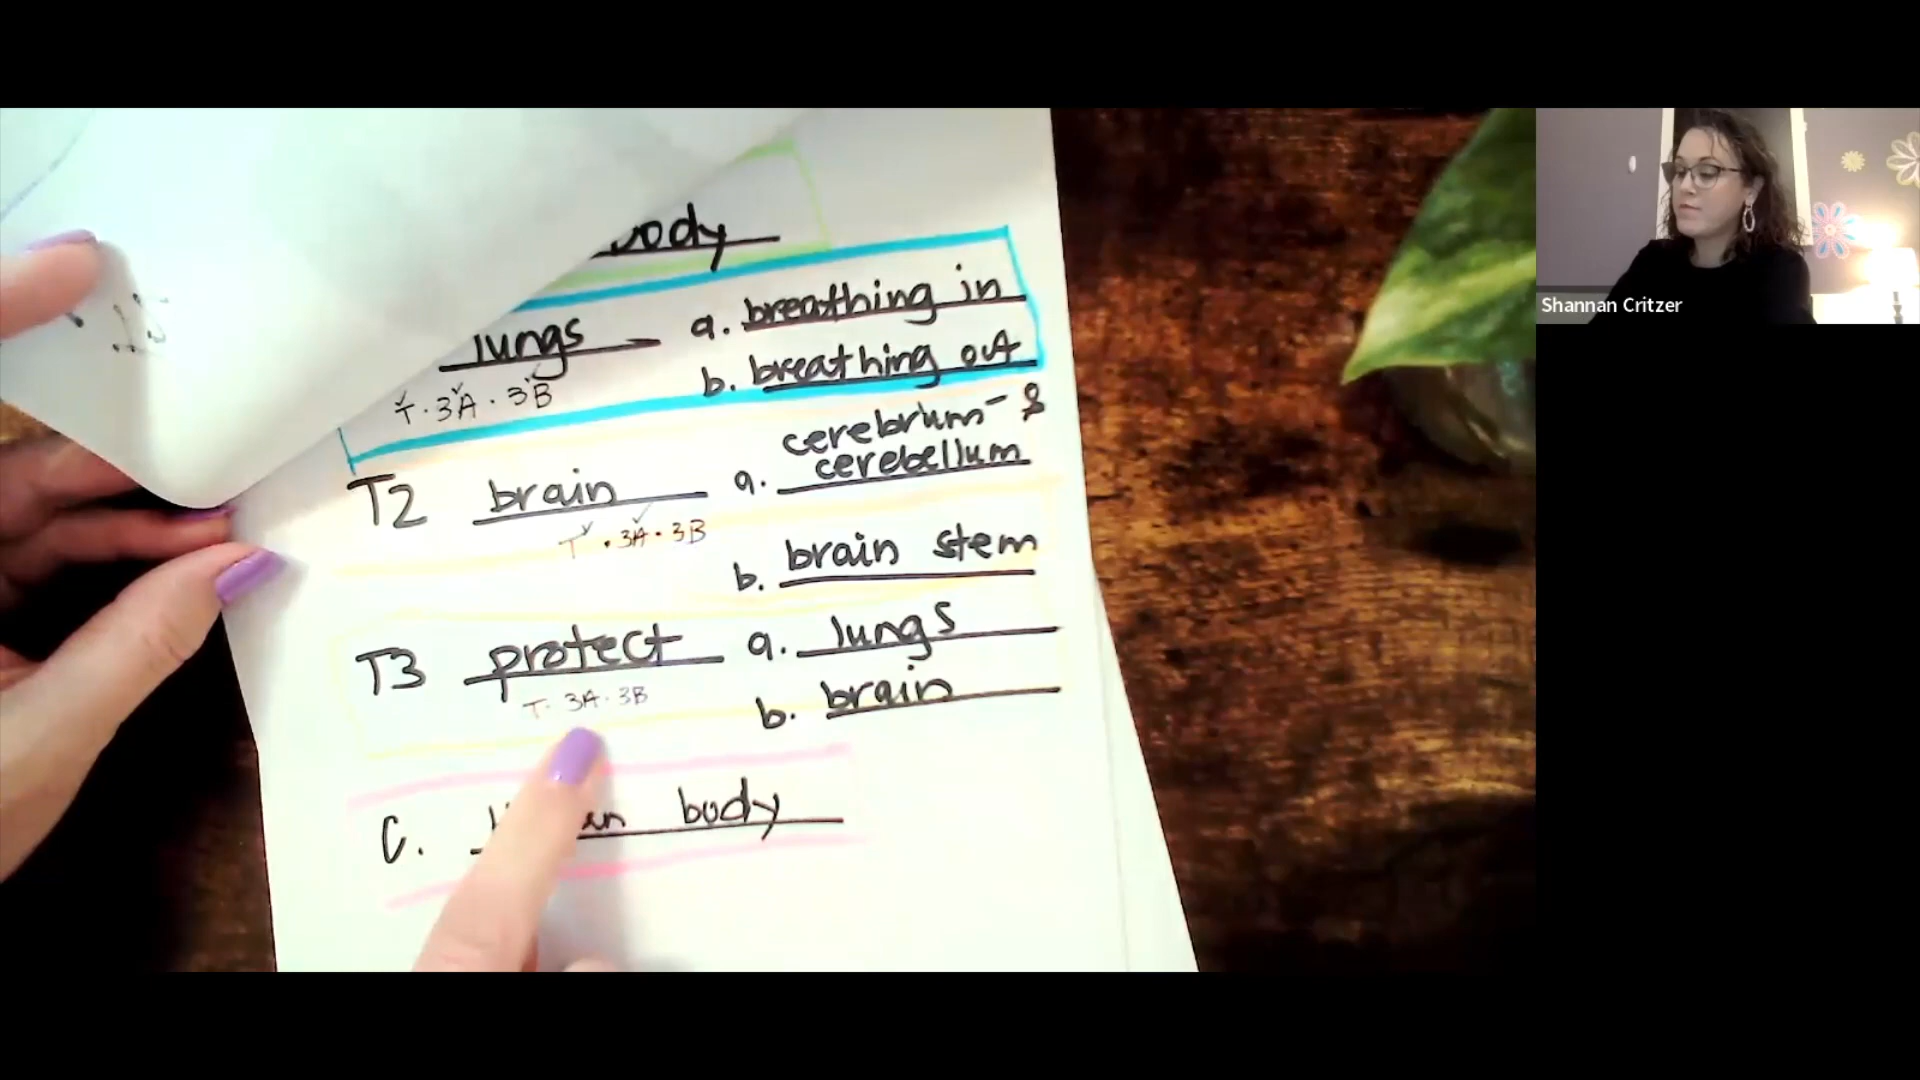 body
lungs a. breathing in
b. breathing out
T · 3A · 3B
cerebrum - &
T2 brain a. cerebellum
T · 3A · 3B
b. brain stem
T3 protect a. lungs
T · 3A · 3B
b. brain
C. body
Shannan Critzer